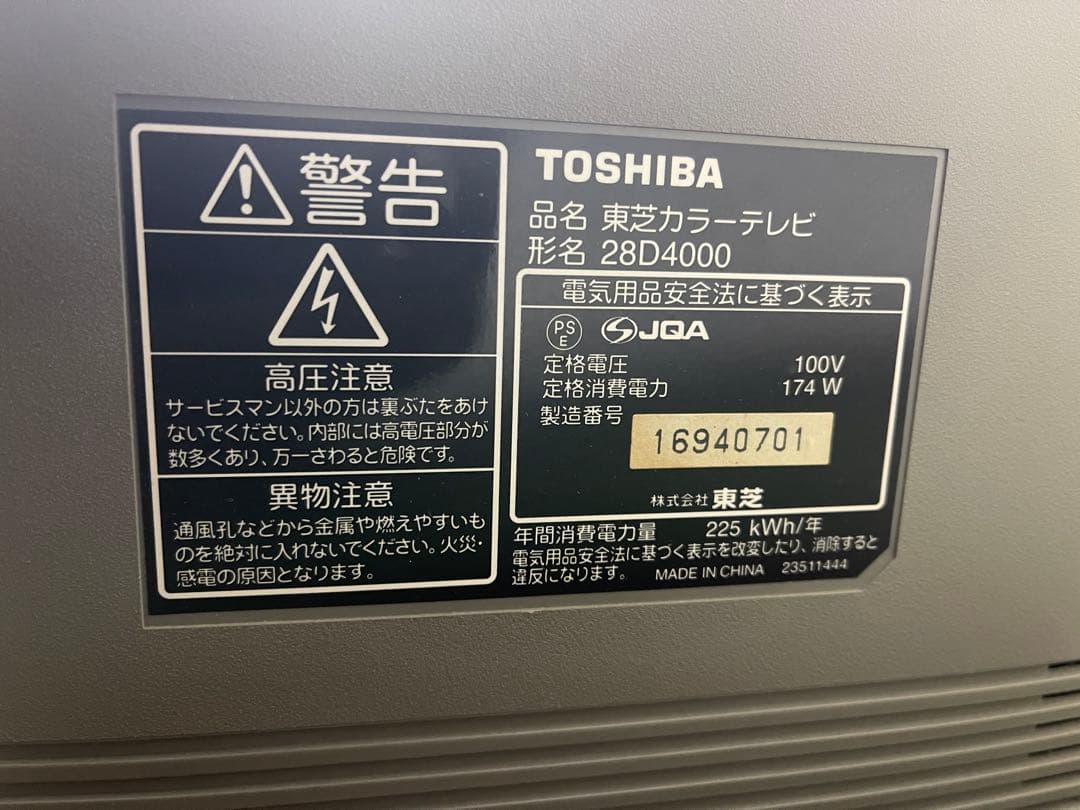 警告
高圧注意
サービスマン以外の方は裏ぶたをあけ
ないでください。内部には高電圧部分が
数多くあり、万一さわると危険です。
異物注意
通風孔などから金属や燃えやすいも
のを絶対に入れないでください。火災・
感電の原因となります。
TOSHIBA
品名 東芝カラーテレビ
形名 28D4000
電気用品安全法に基づく表示
PS
E
JQA
定格電圧 100V
定格消費電力 174 W
製造番号 16940701
株式会社 東芝
年間消費電力量 225 kWh/年
電気用品安全法に基づく表示を改変したり、消除すると
違反になります。 MADE IN CHINA 23511444